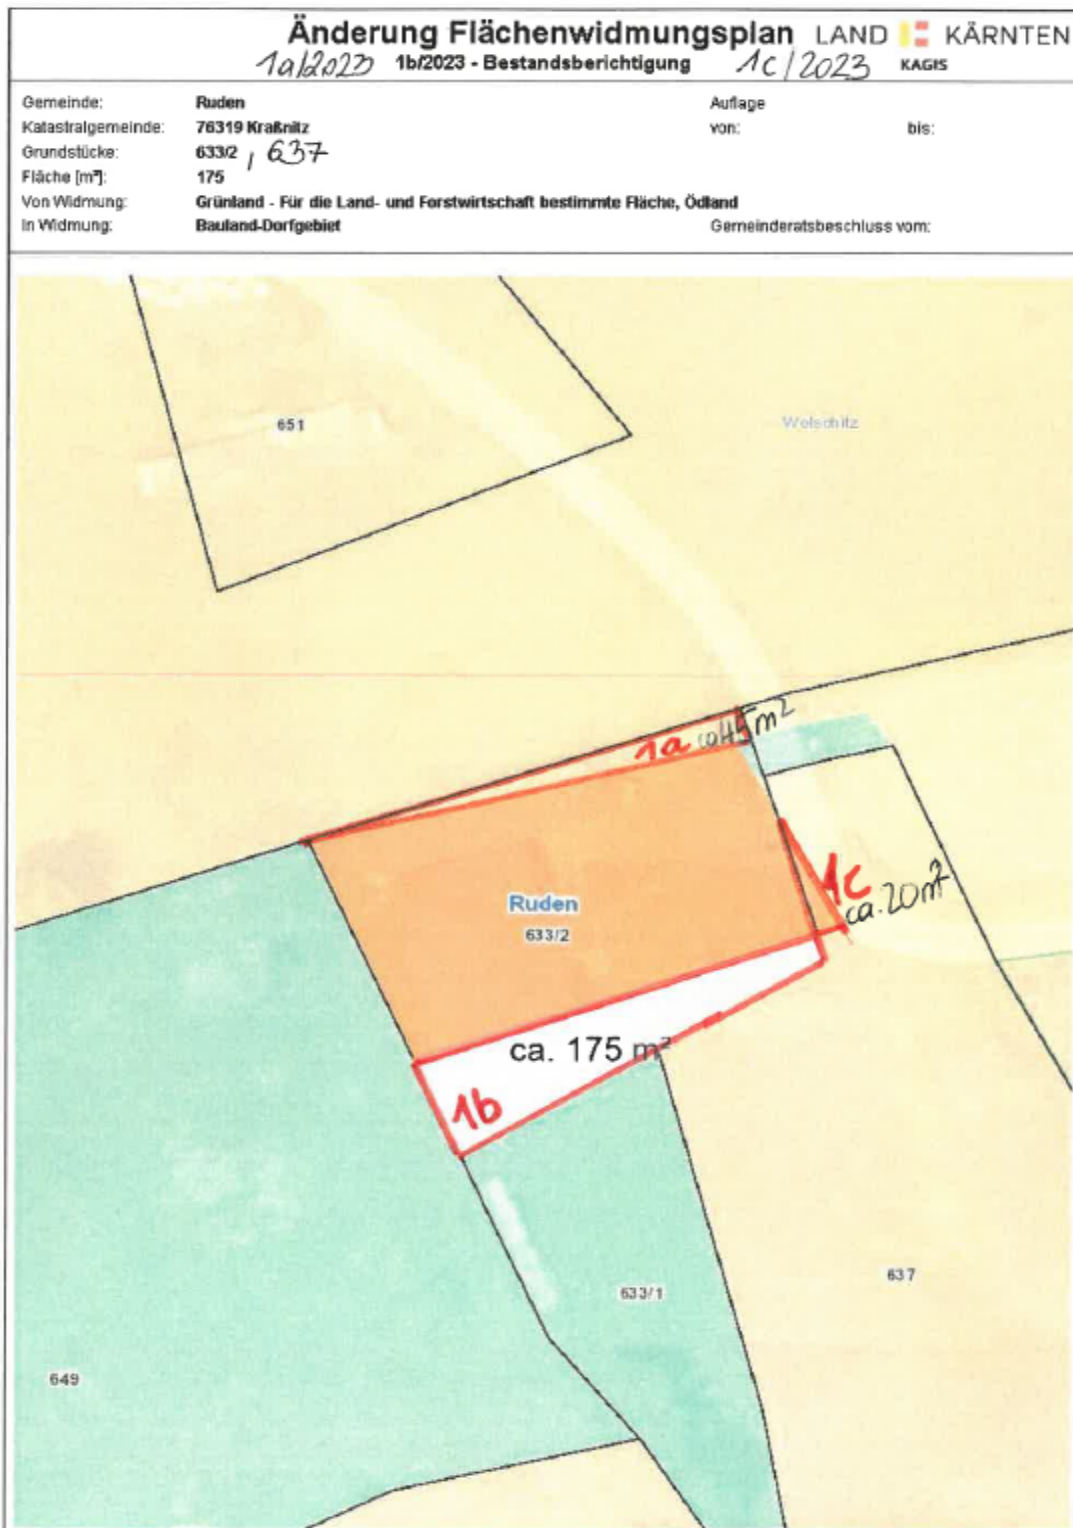 Änderung Flächenwidmungsplan LAND KÄRNTEN
1a/2023 1b/2023 - Bestandsberichtigung 1c/2023 KAGIS
Gemeinde: Ruden Auflage
Katastralgemeinde: 76319 Kraßnitz von: bis:
Grundstücke: 633/2, 637
Fläche [m²]: 175
Von Widmung: Grünland - Für die Land- und Forstwirtschaft bestimmte Fläche, Ödland
In Widmung: Bauland-Dorfgebiet Gemeinderatsbeschluss vom:
651
Welschitz
1a ca 45 m²
1c
ca. 20 m²
Ruden
633/2
ca. 175 m²
1b
637
633/1
649